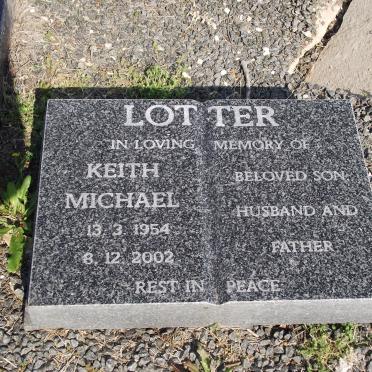 LOTTER
IN LOVING MEMORY OF
KEITH
MICHAEL
13. 3. 1954
8. 12. 2002
BELOVED SON
HUSBAND AND
FATHER
REST IN PEACE